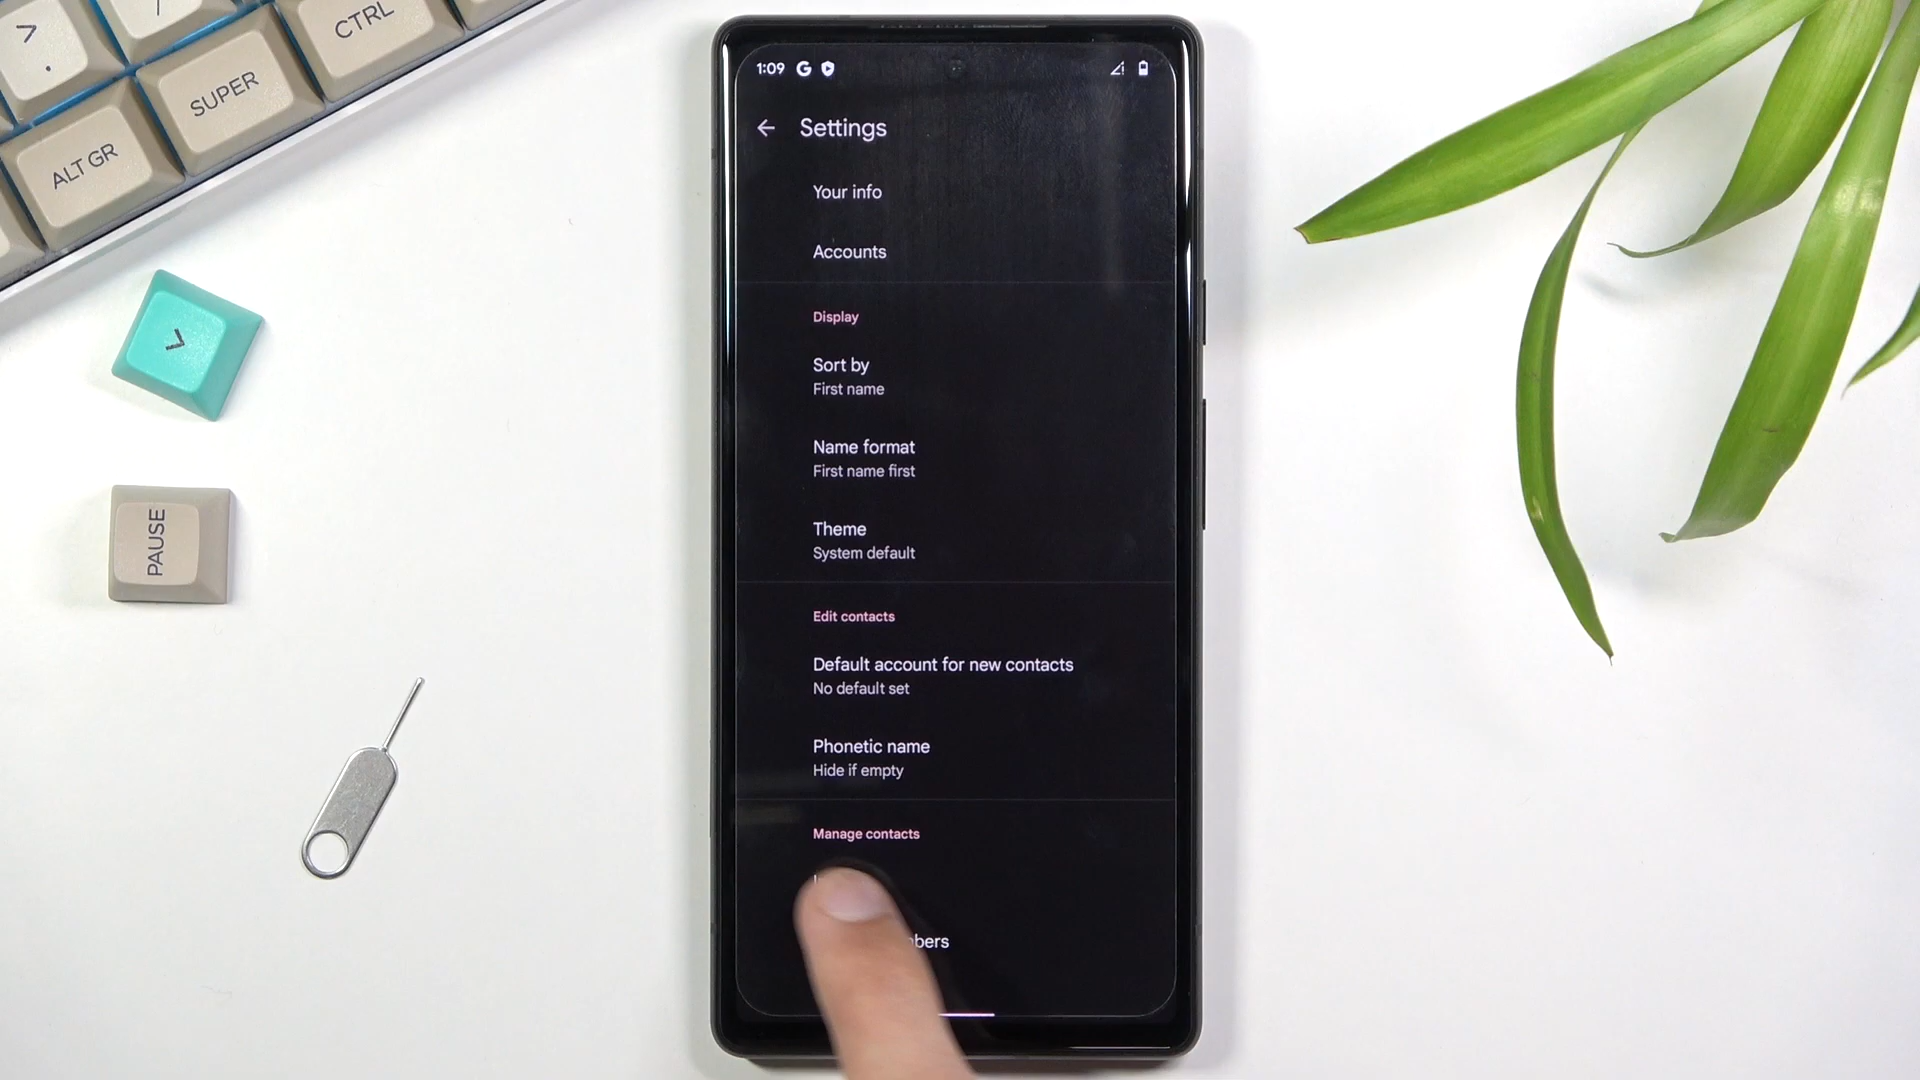 CTRL
SUPER
ALT GR
PAUSE
1:09
Settings
Your info
Accounts
Display
Sort by
First name
Name format
First name first
Theme
System default
Edit contacts
Default account for new contacts
No default set
Phonetic name
Hide if empty
Manage contacts